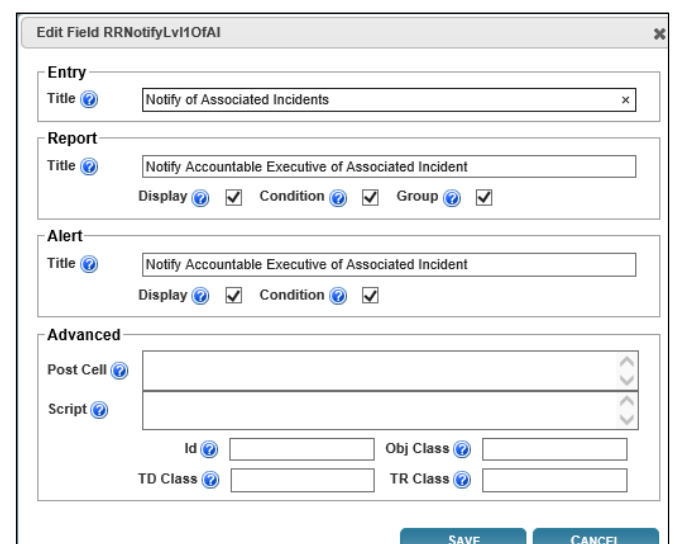 Edit Field RRNotifyLvl1OfAI
Entry
Title
Notify of Associated Incidents
Report
Title
Notify Accountable Executive of Associated Incident
Display Condition Group
Alert
Title
Notify Accountable Executive of Associated Incident
Display Condition
Advanced
Post Cell
Script
Id Obj Class
TD Class TR Class
SAVE CANCEL